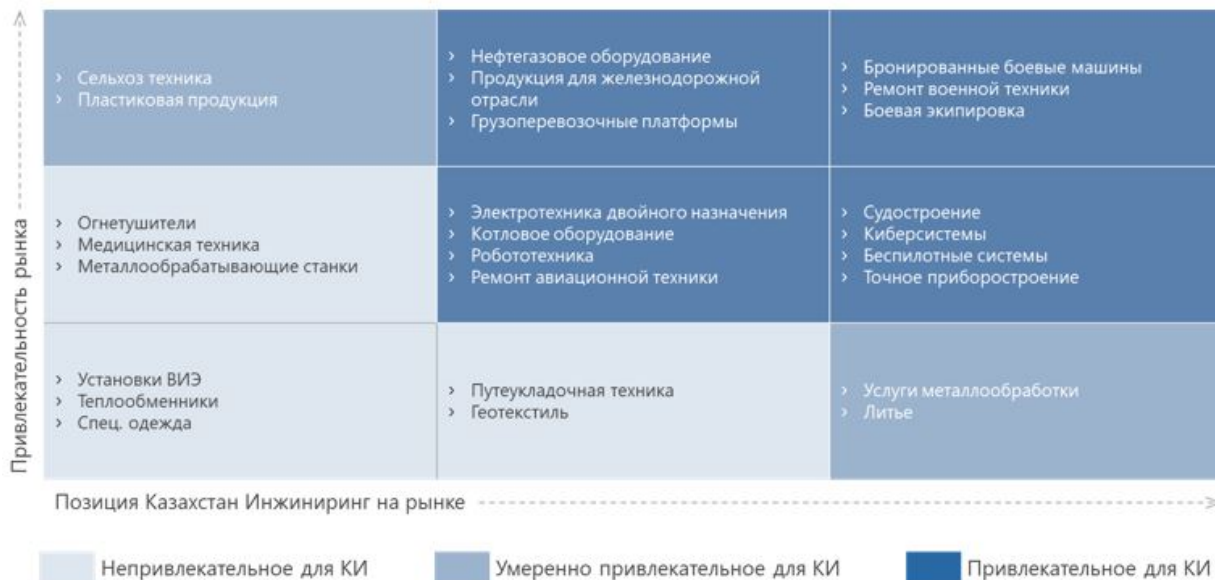 Привлекательность рынка
› Сельхоз техника
› Пластиковая продукция
› Нефтегазовое оборудование
› Продукция для железнодорожной
отрасли
› Грузоперевозочные платформы
› Бронированные боевые машины
› Ремонт военной техники
› Боевая экипировка
› Огнетушители
› Медицинская техника
› Металлообрабатывающие станки
› Электротехника двойного назначения
› Котловое оборудование
› Робототехника
› Ремонт авиационной техники
› Судостроение
› Киберсистемы
› Беспилотные системы
› Точное приборостроение
› Установки ВИЭ
› Теплообменники
› Спец. одежда
› Путеукладочная техника
› Геотекстиль
› Услуги металлообработки
› Литье
Позиция Казахстан Инжиниринг на рынке
Непривлекательное для КИ
Умеренно привлекательное для КИ
Привлекательное для КИ